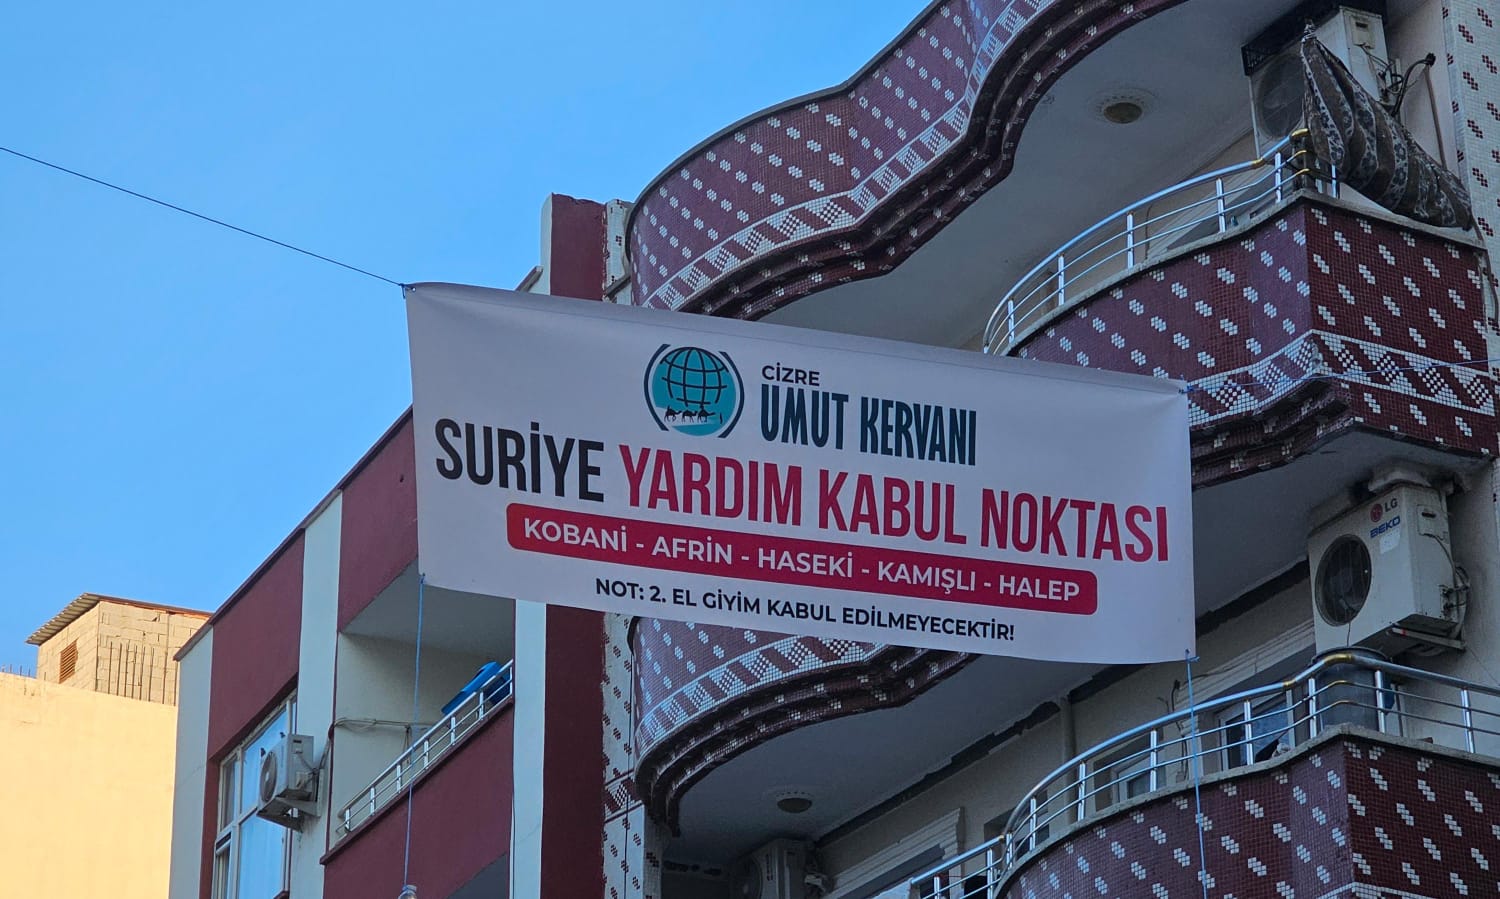 CİZRE
UMUT KERVANI
SURİYE YARDIM KABUL NOKTASI
KOBANİ - AFRİN - HASEKİ - KAMIŞLI - HALEP
NOT: 2. EL GİYİM KABUL EDİLMEYECEKTİR!
LG
BEKO